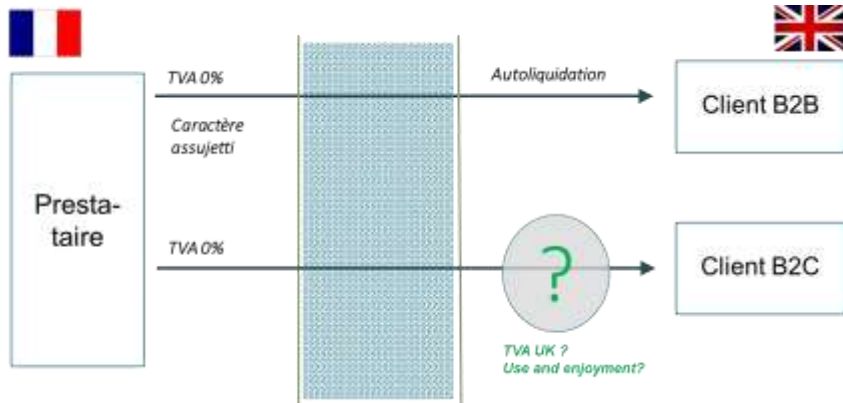 TVA 0%
Autoliquidation
Client B2B
Caractère
assujetti
Presta-
taire
TVA 0%
?
Client B2C
TVA UK ?
Use and enjoyment?